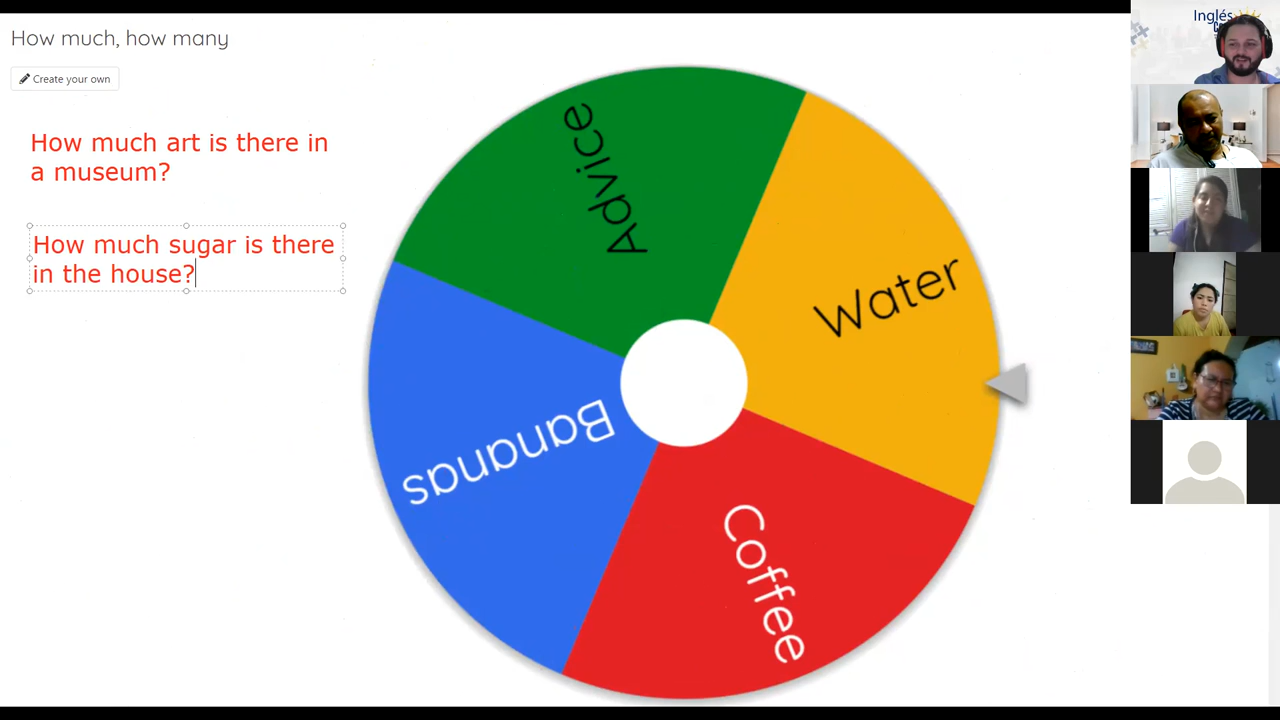 How much, how many
Create your own
How much art is there in
a museum?
How much sugar is there
in the house?
Advice
Water
Bananas
Coffee
Inglés